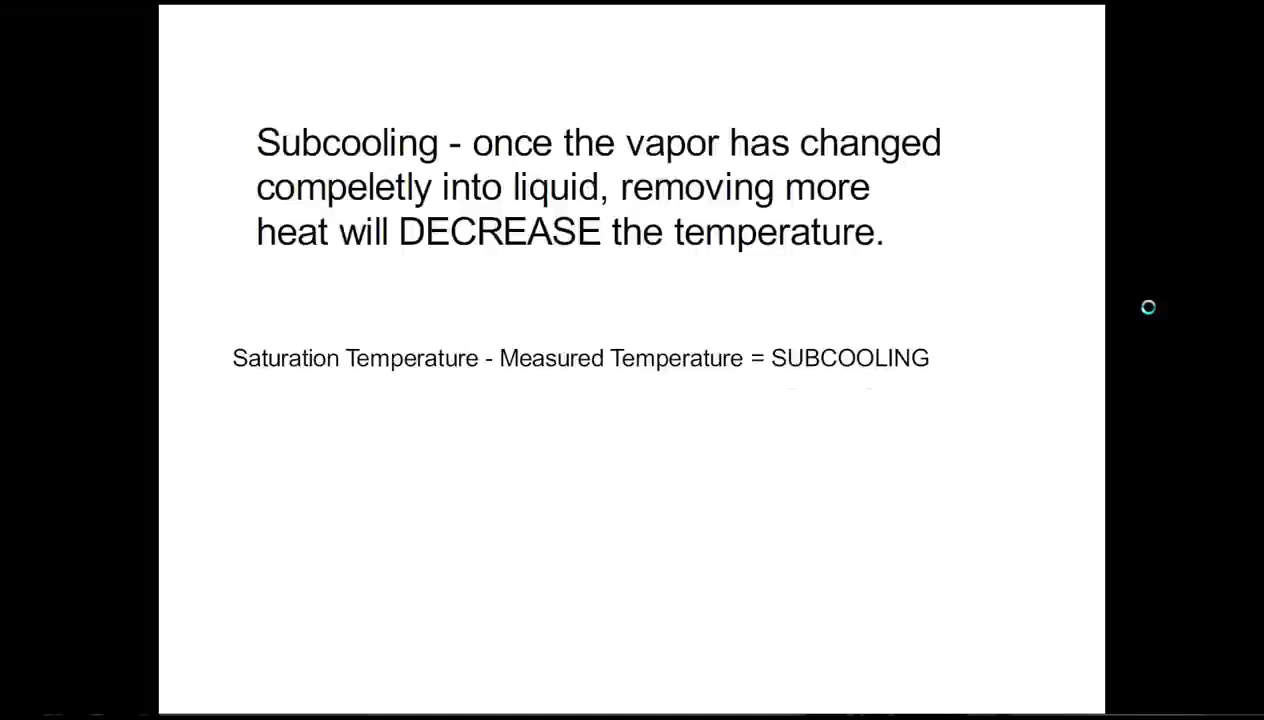 Subcooling - once the vapor has changed
compeletly into liquid, removing more
heat will DECREASE the temperature.
Saturation Temperature - Measured Temperature = SUBCOOLING